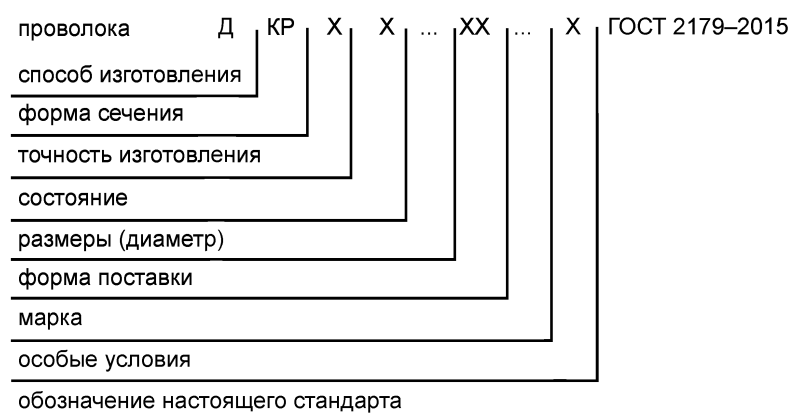 проволока Д КР Х Х ... ХХ ... Х ГОСТ 2179–2015
способ изготовления
форма сечения
точность изготовления
состояние
размеры (диаметр)
форма поставки
марка
особые условия
обозначение настоящего стандарта